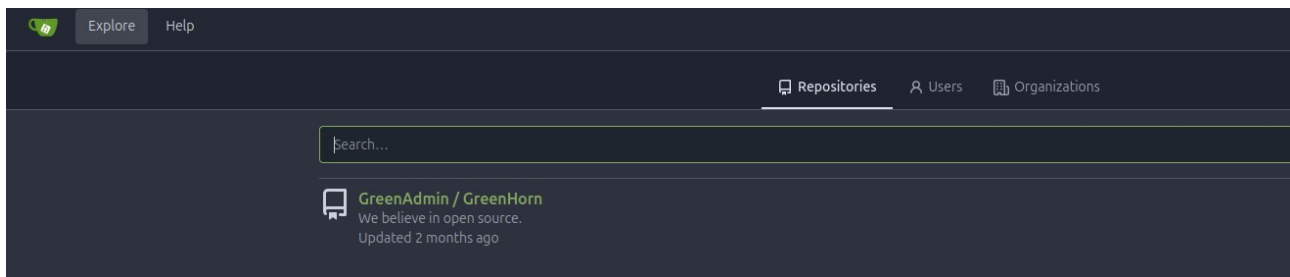 Explore Help
Repositories Users Organizations
Search...
GreenAdmin / GreenHorn
We believe in open source.
Updated 2 months ago